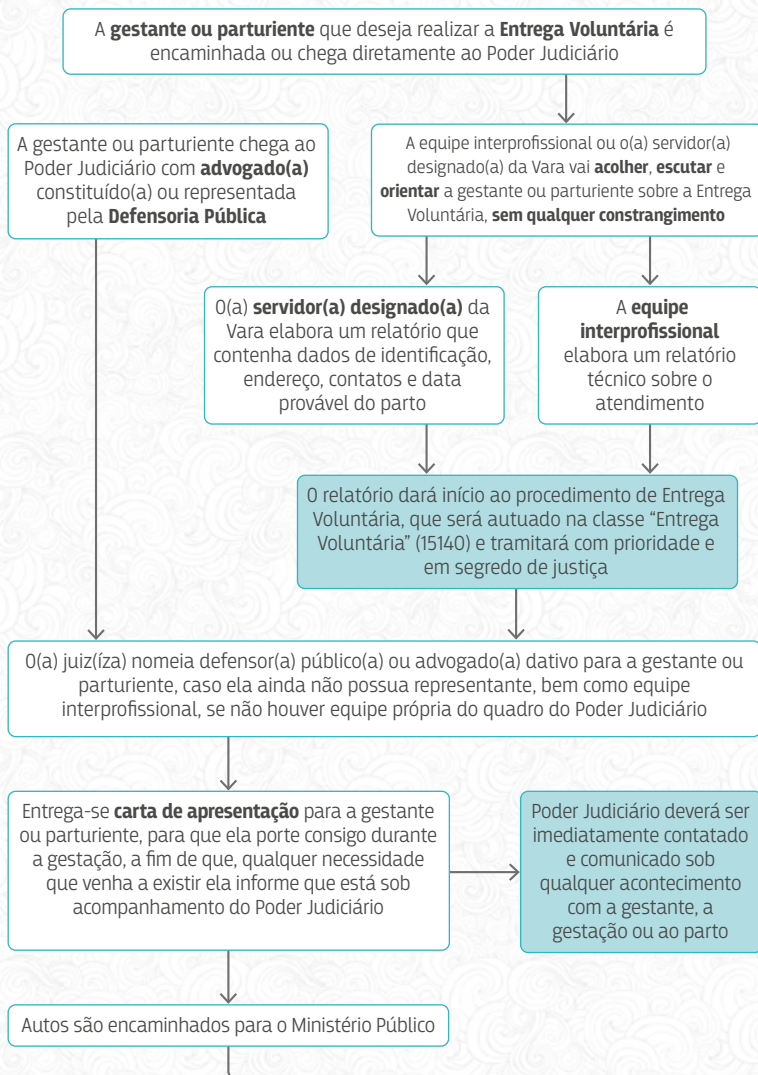 A gestante ou parturiente que deseja realizar a Entrega Voluntária é
encaminhada ou chega diretamente ao Poder Judiciário
A gestante ou parturiente chega ao
Poder Judiciário com advogado(a)
constituído(a) ou representada
pela Defensoria Pública
A equipe interprofissional ou o(a) servidor(a)
designado(a) da Vara vai acolher, escutar e
orientar a gestante ou parturiente sobre a Entrega
Voluntária, sem qualquer constrangimento
O(a) servidor(a) designado(a) da
Vara elabora um relatório que
contenha dados de identificação,
endereço, contatos e data
provável do parto
A equipe
interprofissional
elabora um relatório
técnico sobre o
atendimento
O relatório dará início ao procedimento de Entrega
Voluntária, que será autuado na classe “Entrega
Voluntária” (15140) e tramitará com prioridade e
em segredo de justiça
O(a) juiz(íza) nomeia defensor(a) público(a) ou advogado(a) dativo para a gestante ou
parturiente, caso ela ainda não possua representante, bem como equipe
interprofissional, se não houver equipe própria do quadro do Poder Judiciário
Entrega-se carta de apresentação para a gestante
ou parturiente, para que ela porte consigo durante
a gestação, a fim de que, qualquer necessidade
que venha a existir ela informe que está sob
acompanhamento do Poder Judiciário
Poder Judiciário deverá ser
imediatamente contatado
e comunicado sob
qualquer acontecimento
com a gestante, a
gestação ou ao parto
Autos são encaminhados para o Ministério Público